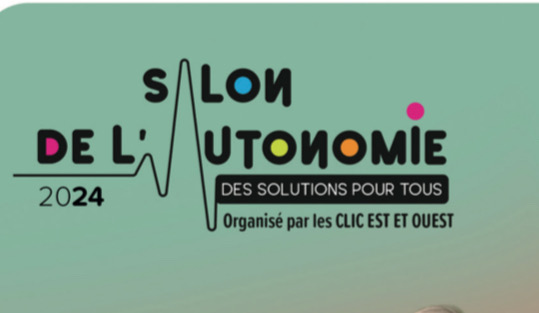 SALON
DE L'AUTONOMIE
2024
DES SOLUTIONS POUR TOUS
Organisé par les CLIC EST ET OUEST